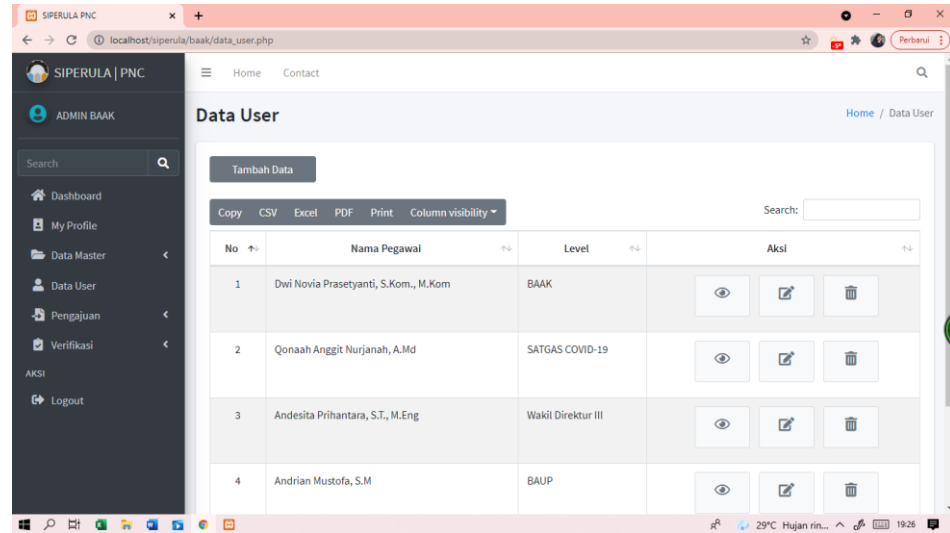 SIPERULA PNC
localhost/siperula/baak/data_user.php
Perbarui
SIPERULA | PNC
Home Contact
ADMIN BAAK
Data User
Home / Data User
Search
Tambah Data
Dashboard
Copy CSV Excel PDF Print Column visibility
Search:
My Profile
No Nama Pegawai Level Aksi
Data Master
1 Dwi Novia Prasetyanti, S.Kom., M.Kom BAAK
Data User
Pengajuan
Verifikasi
2 Qonaah Anggit Nurjanah, A.Md SATGAS COVID-19
AKSI
Logout
3 Andesita Prihantara, S.T., M.Eng Wakil Direktur III
4 Andrian Mustofa, S.M BAUP
29°C Hujan rin... 19:26